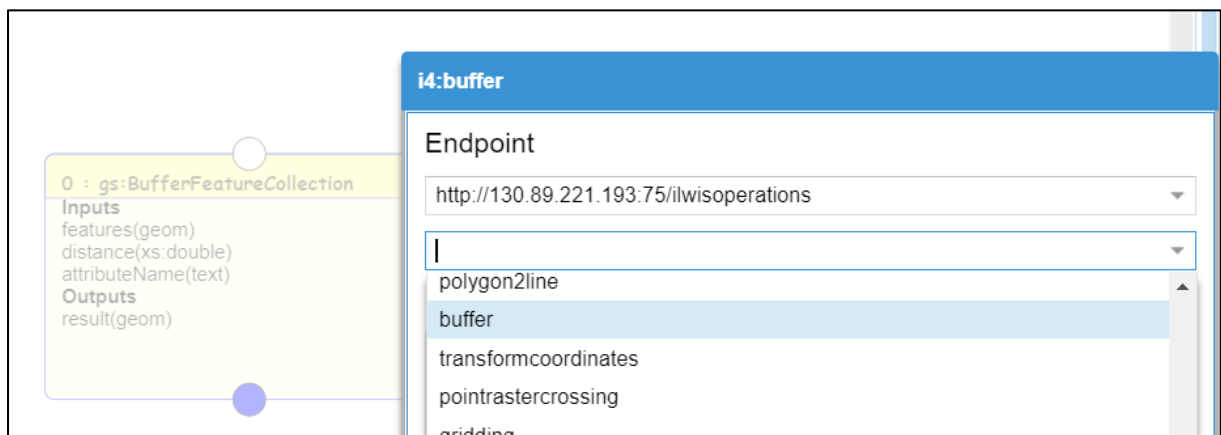 0 : gs:BufferFeatureCollection
Inputs
features(geom)
distance(xs:double)
attributeName(text)
Outputs
result(geom)
i4:buffer
Endpoint
http://130.89.221.193:75/ilwisoperations
polygon2line
buffer
transformcoordinates
pointrastercrossing
gridding